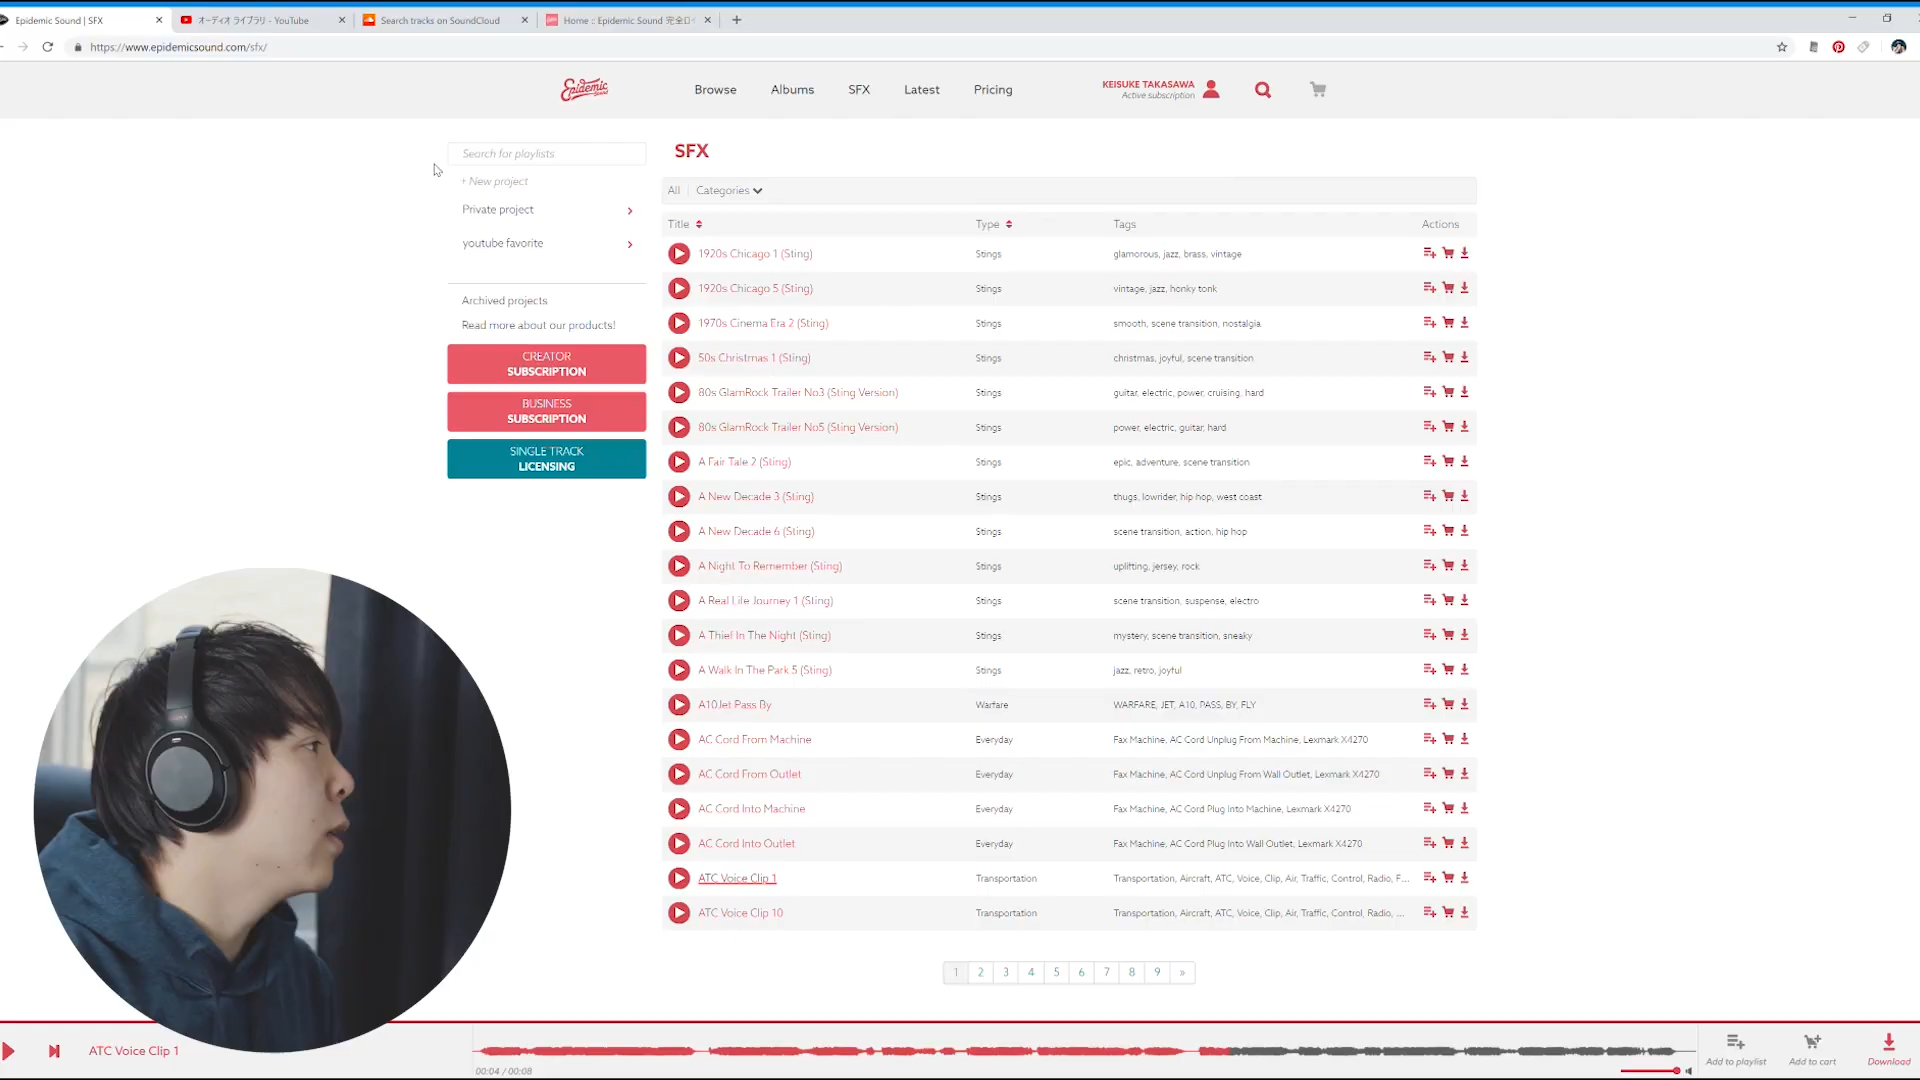 Epidemic Sound | SFX
オーディオ ライブラリ - YouTube
Search tracks on SoundCloud
Home :: Epidemic Sound 完全ロイ
https://www.epidemicsound.com/sfx/
Epidemic
Sound
Browse
Albums
SFX
Latest
Pricing
KEISUKE TAKASAWA
Active subscription
Search for playlists
+ New project
Private project
youtube favorite
Archived projects
Read more about our products!
CREATOR
SUBSCRIPTION
BUSINESS
SUBSCRIPTION
SINGLE TRACK
LICENSING
SFX
All | Categories
Title Type Tags Actions
1920s Chicago 1 (Sting) Stings glamorous, jazz, brass, vintage
1920s Chicago 5 (Sting) Stings vintage, jazz, honky tonk
1970s Cinema Era 2 (Sting) Stings smooth, scene transition, nostalgia
50s Christmas 1 (Sting) Stings christmas, joyful, scene transition
80s GlamRock Trailer No3 (Sting Version) Stings guitar, electric, power, cruising, hard
80s GlamRock Trailer No5 (Sting Version) Stings power, electric, guitar, hard
A Fair Tale 2 (Sting) Stings epic, adventure, scene transition
A New Decade 3 (Sting) Stings thugs, lowrider, hip hop, west coast
A New Decade 6 (Sting) Stings scene transition, action, hip hop
A Night To Remember (Sting) Stings uplifting, jersey, rock
A Real Life Journey 1 (Sting) Stings scene transition, suspense, electro
A Thief In The Night (Sting) Stings mystery, scene transition, sneaky
A Walk In The Park 5 (Sting) Stings jazz, retro, joyful
A10Jet Pass By Warfare WARFARE, JET, A10, PASS, BY, FLY
AC Cord From Machine Everyday Fax Machine, AC Cord Unplug From Machine, Lexmark X4270
AC Cord From Outlet Everyday Fax Machine, AC Cord Unplug From Wall Outlet, Lexmark X4270
AC Cord Into Machine Everyday Fax Machine, AC Cord Plug Into Machine, Lexmark X4270
AC Cord Into Outlet Everyday Fax Machine, AC Cord Plug Into Wall Outlet, Lexmark X4270
ATC Voice Clip 1 Transportation Transportation, Aircraft, ATC, Voice, Clip, Air, Traffic, Control, Radio, F...
ATC Voice Clip 10 Transportation Transportation, Aircraft, ATC, Voice, Clip, Air, Traffic, Control, Radio, ...
1 2 3 4 5 6 7 8 9 »
ATC Voice Clip 1
00:04 / 00:08
Add to playlist
Add to cart
Download